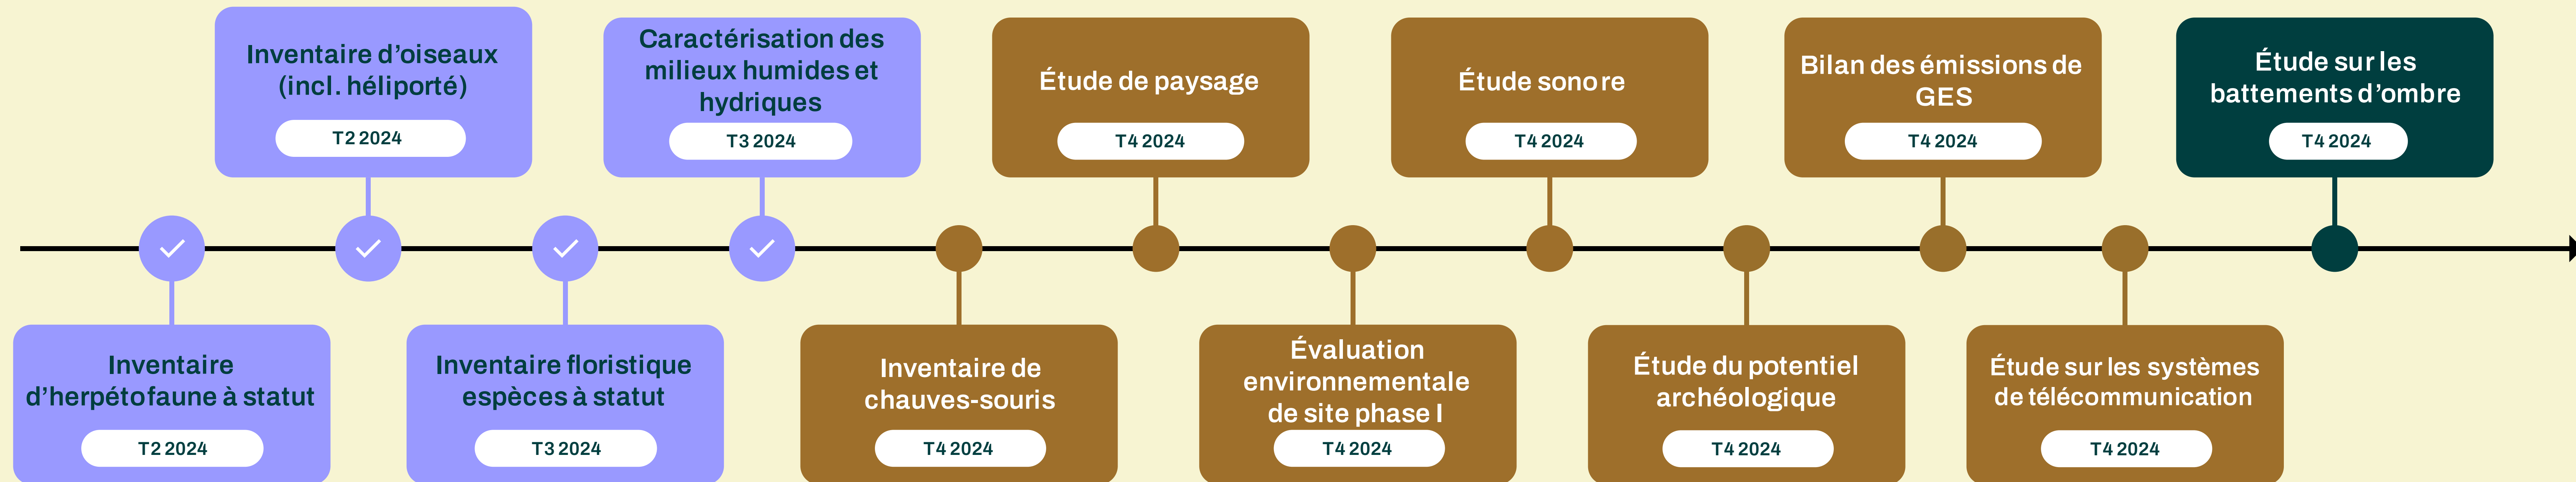 Inventaire d’oiseaux
(incl. héliporté)
T2 2024
Caractérisation des
milieux humides et
hydriques
T3 2024
Étude de paysage
T4 2024
Étude sonore
T4 2024
Bilan des émissions de
GES
T4 2024
Étude sur les
battements d’ombre
T4 2024
Inventaire
d’herpétofaune à statut
T2 2024
Inventaire floristique
espèces à statut
T3 2024
Inventaire de
chauves-souris
T4 2024
Évaluation
environnementale
de site phase I
T4 2024
Étude du potentiel
archéologique
T4 2024
Étude sur les systèmes
de télécommunication
T4 2024